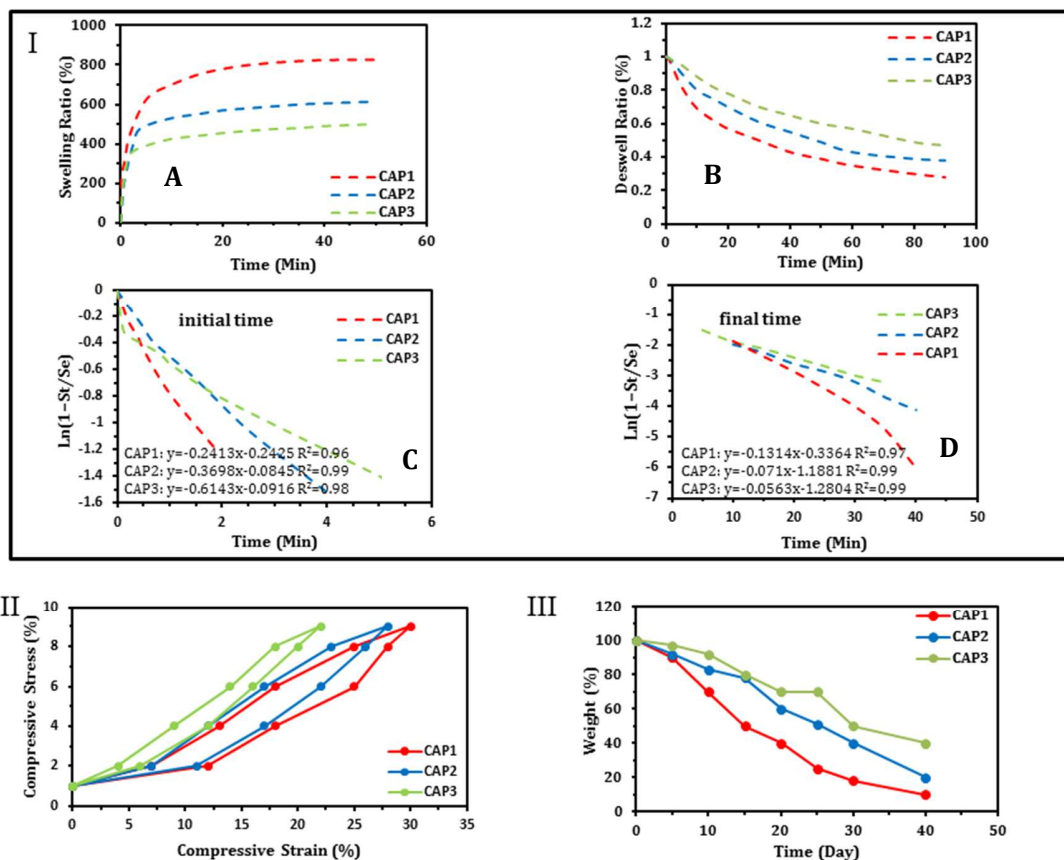 I
1000
800
600
400
200
0
Swelling Ratio (%)
A
CAP1
CAP2
CAP3
0 20 40 60
Time (Min)
1.2
1
0.8
0.6
0.4
0.2
0
Deswell Ratio (%)
CAP1
CAP2
CAP3
B
0 20 40 60 80 100
Time (Min)
0
-0.2
-0.4
-0.6
-0.8
-1
-1.2
-1.4
-1.6
Ln(1-St/Se)
initial time
CAP1
CAP2
CAP3
CAP1: y=-0.2413x-0.2425 R²=0.96
CAP2: y=-0.3698x-0.0845 R²=0.99
CAP3: y=-0.6143x-0.0916 R²=0.98
C
0 2 4 6
Time (Min)
0
-1
-2
-3
-4
-5
-6
-7
Ln(1-St/Se)
final time
CAP3
CAP2
CAP1
D
CAP1: y=-0.1314x-0.3364 R²=0.97
CAP2: y=-0.071x-1.1881 R²=0.99
CAP3: y=-0.0563x-1.2804 R²=0.99
0 10 20 30 40 50
Time (Min)
II
10
8
6
4
2
0
Compressive Stress (%)
CAP1
CAP2
CAP3
0 5 10 15 20 25 30 35
Compressive Strain (%)
III
120
100
80
60
40
20
0
Weight (%)
CAP1
CAP2
CAP3
0 10 20 30 40 50
Time (Day)